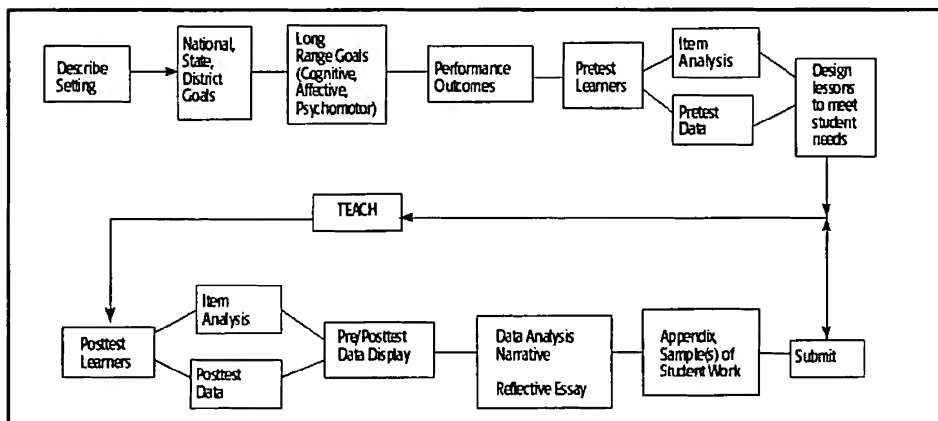 Describe
Setting
National,
State,
District
Goals
Long
Range Goals
(Cognitive,
Affective,
Psychomotor)
Performance
Outcomes
Pretest
Learners
Item
Analysis
Pretest
Data
Design
lessons
to meet
student
needs
TEACH
Posttest
Learners
Item
Analysis
Posttest
Data
Pre/Posttest
Data Display
Data Analysis
Narrative
Reflective Essay
Appendix,
Sample(s) of
Student Work
Submit